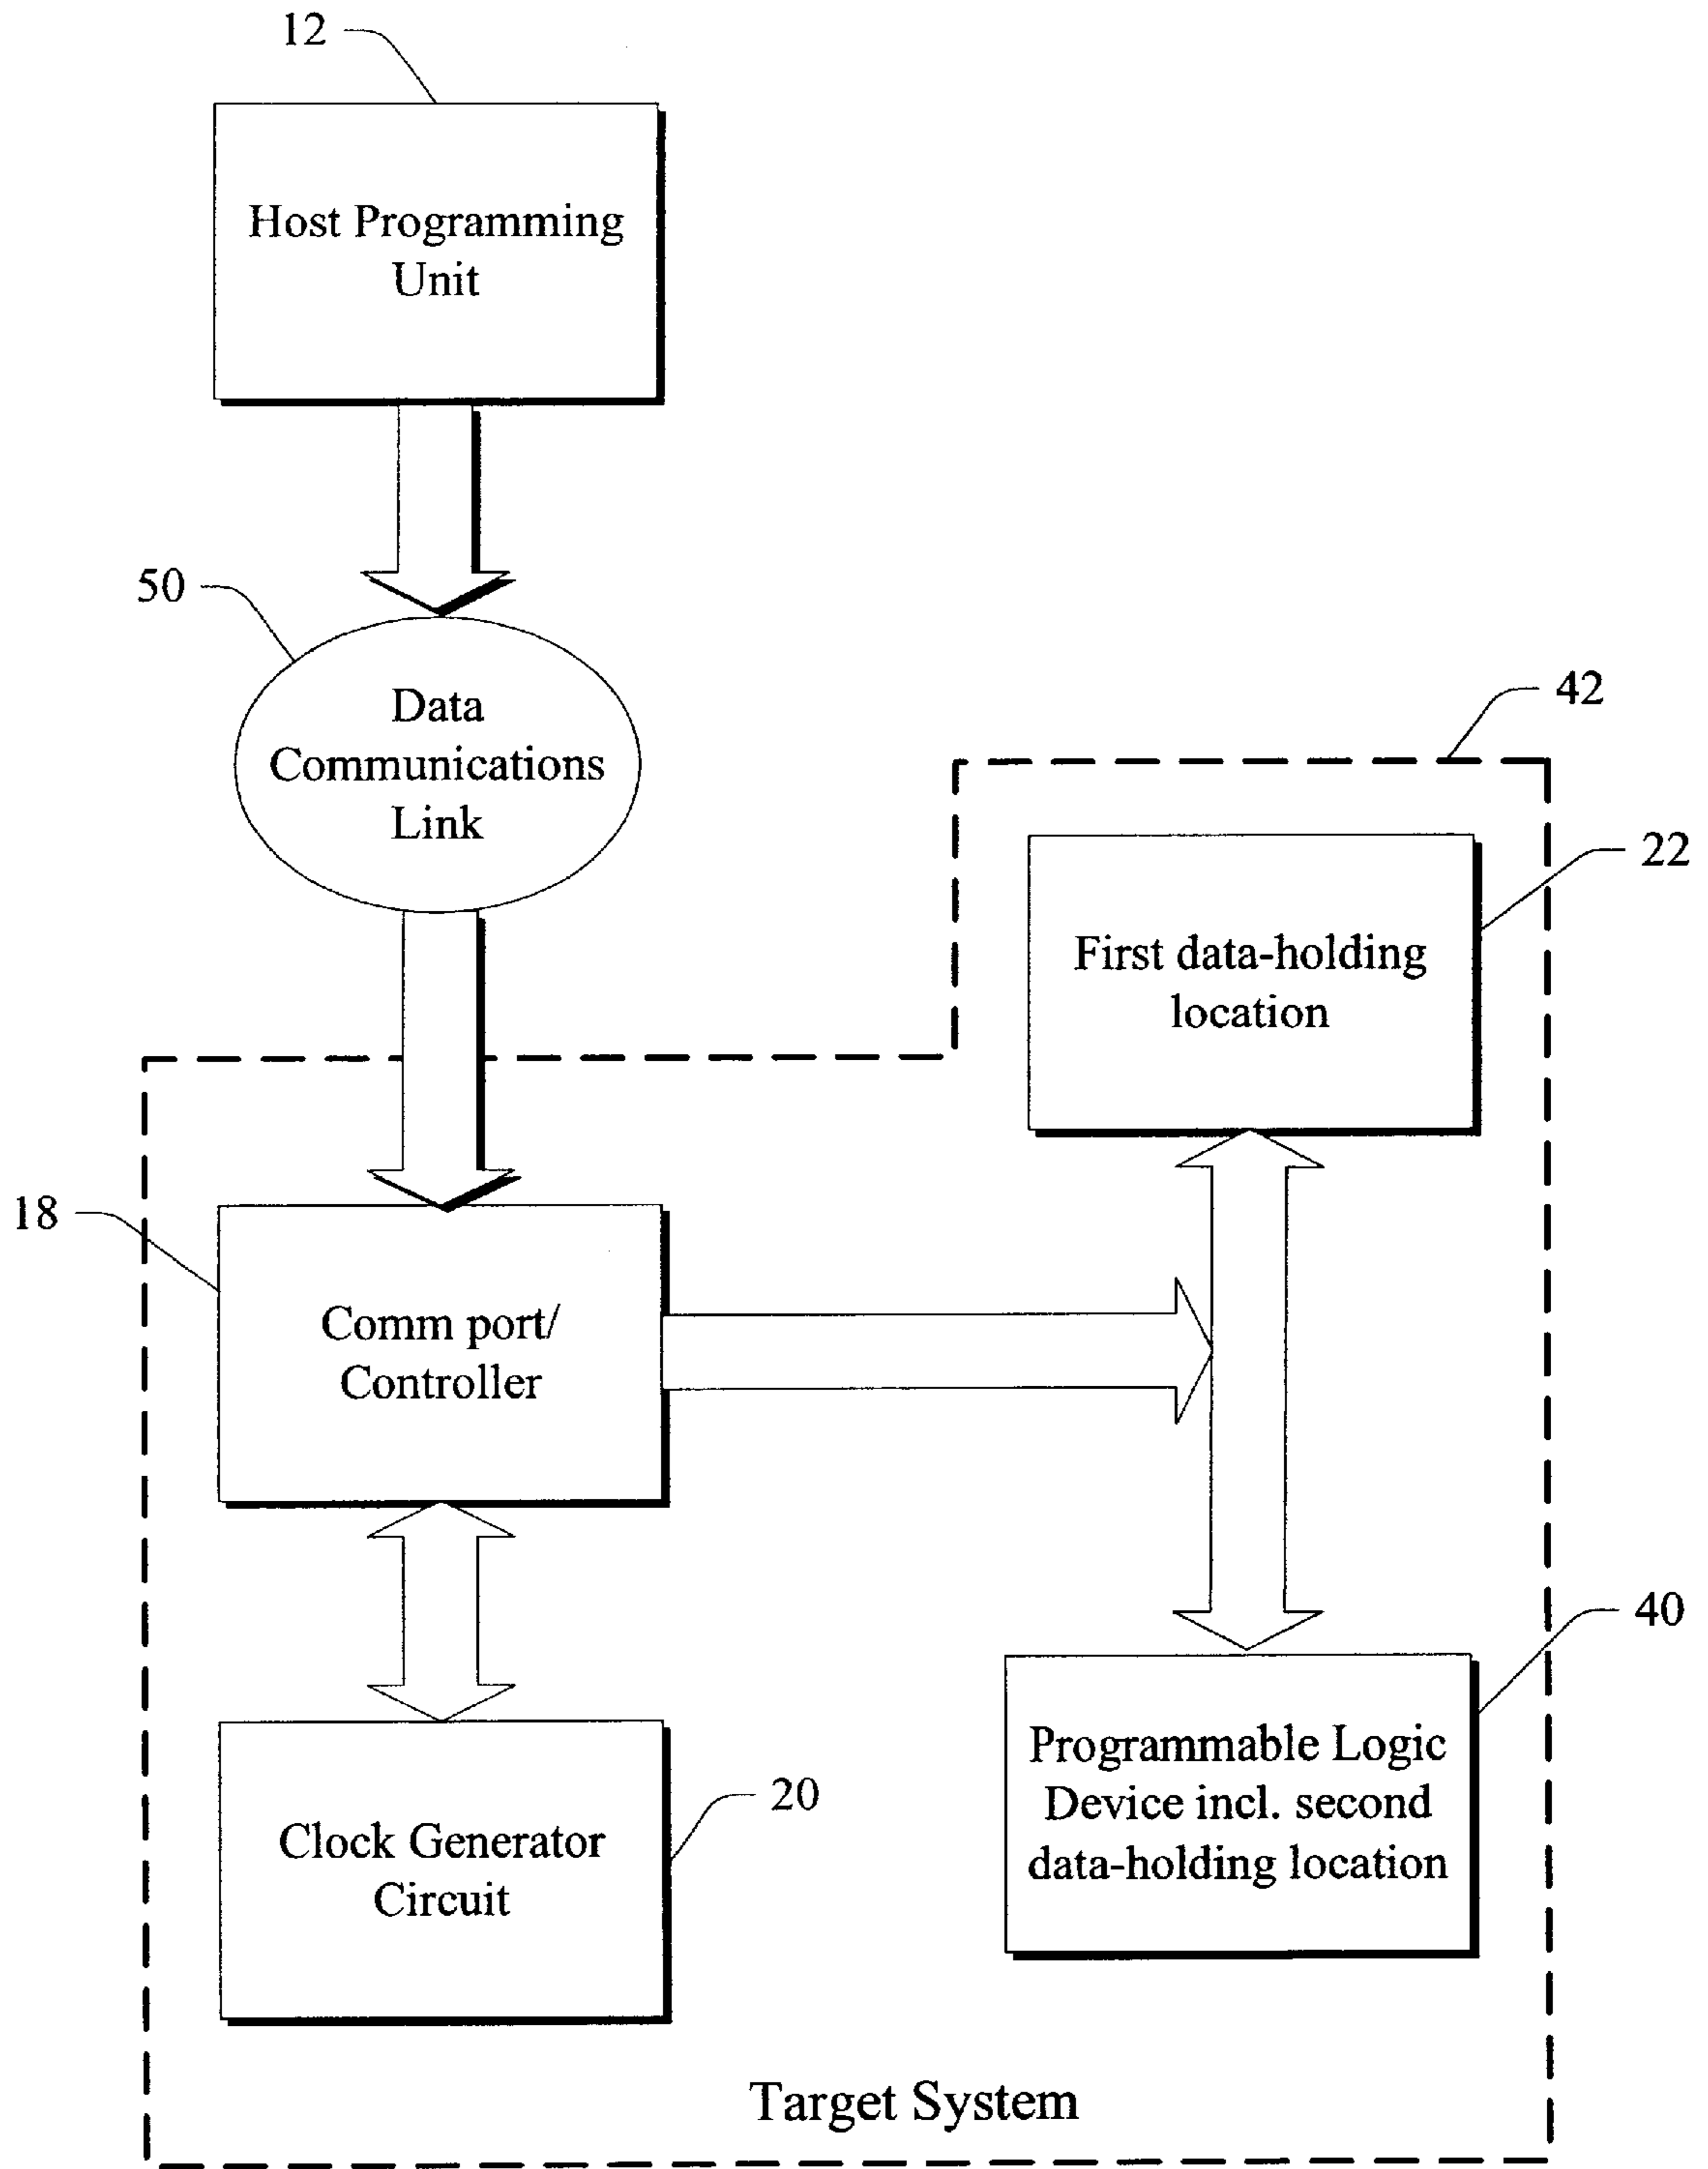 12
Host Programming
Unit
50
Data
Communications
Link
42
22
First data-holding
location
18
Comm port/
Controller
40
Programmable Logic
Device incl. second
data-holding location
20
Clock Generator
Circuit
Target System